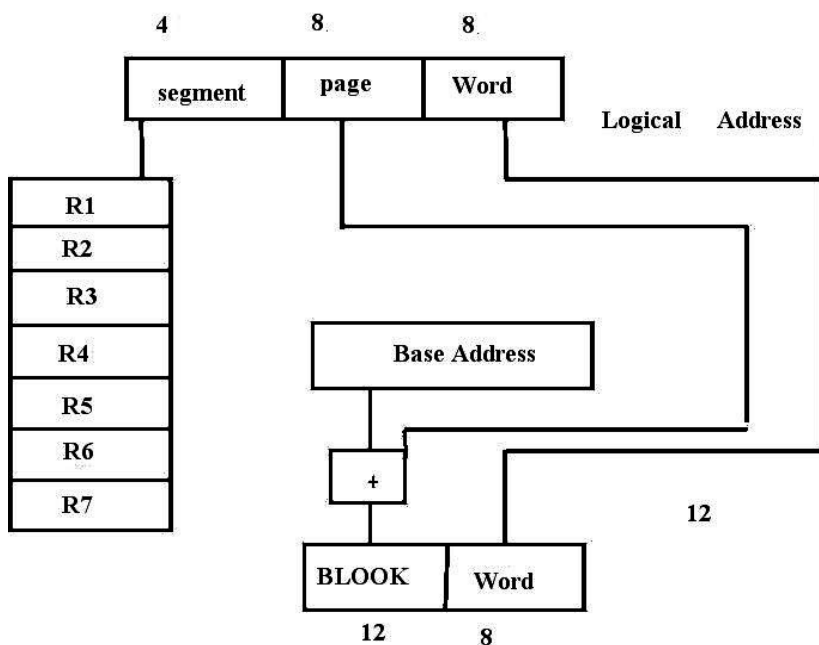 4 8 8
segment page Word
Logical Address
R1
R2
R3
R4
R5
R6
R7
Base Address
+
12
BLOOK Word
12 8